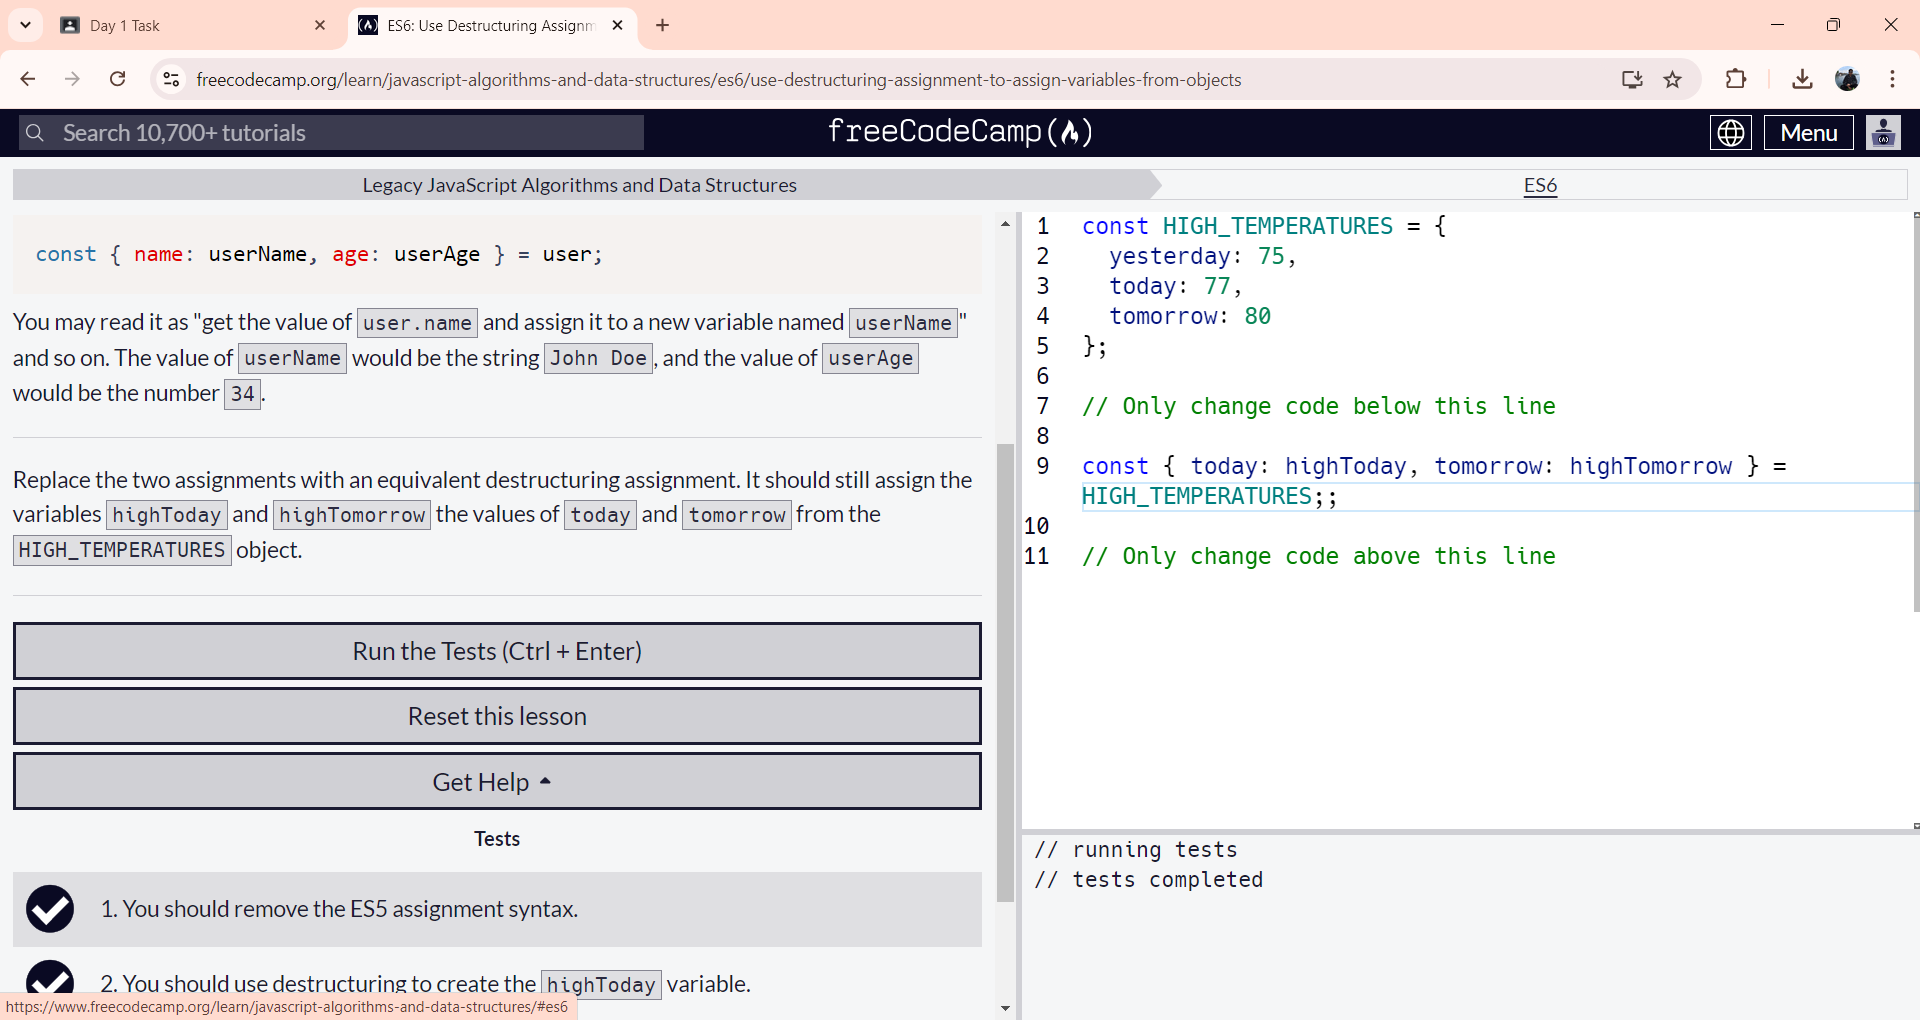 Day 1 Task
ES6: Use Destructuring Assignm
freecodecamp.org/learn/javascript-algorithms-and-data-structures/es6/use-destructuring-assignment-to-assign-variables-from-objects
Search 10,700+ tutorials
freeCodeCamp
Menu
Legacy JavaScript Algorithms and Data Structures
ES6
const { name: userName, age: userAge } = user;
You may read it as "get the value of user.name and assign it to a new variable named userName"
and so on. The value of userName would be the string John Doe, and the value of userAge
would be the number 34.
Replace the two assignments with an equivalent destructuring assignment. It should still assign the
variables highToday and highTomorrow the values of today and tomorrow from the
HIGH_TEMPERATURES object.
Run the Tests (Ctrl + Enter)
Reset this lesson
Get Help
Tests
1. You should remove the ES5 assignment syntax.
2. You should use destructuring to create the highToday variable.
https://www.freecodecamp.org/learn/javascript-algorithms-and-data-structures/#es6
1 const HIGH_TEMPERATURES = {
2 yesterday: 75,
3 today: 77,
4 tomorrow: 80
5 };
6
7 // Only change code below this line
8
9 const { today: highToday, tomorrow: highTomorrow } =
HIGH_TEMPERATURES;;
10
11 // Only change code above this line
// running tests
// tests completed